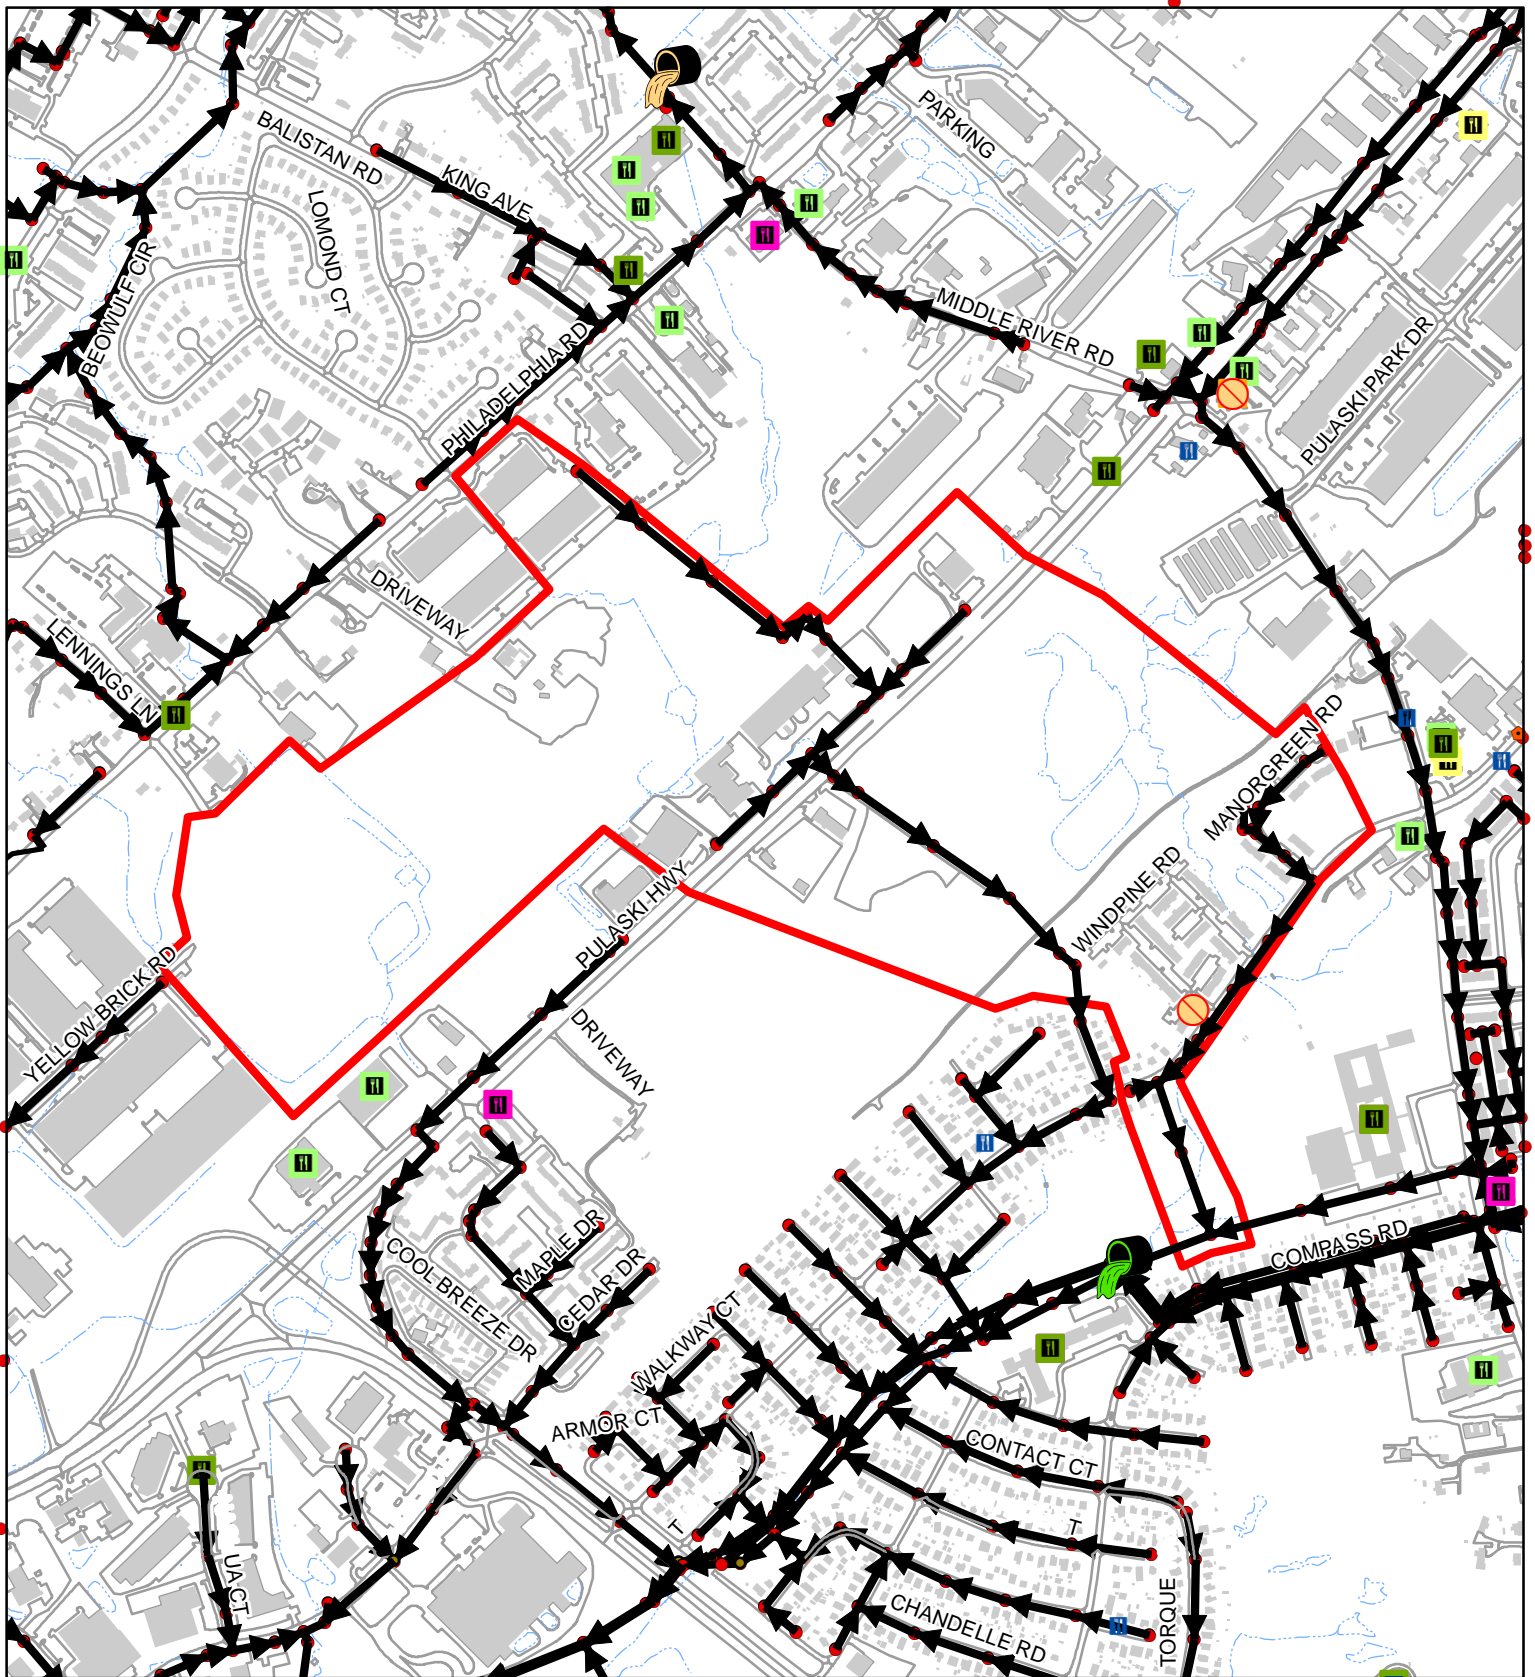 PARKING
BALISTAN RD
KING AVE
LOMOND CT
BEOWULF CIR
MIDDLE RIVER RD
PHILADELPHIA RD
PULASKI PARK DR
DRIVEWAY
LENNINGS LN
MANORGREEN RD
WINDPINE RD
PULASKI HWY
YELLOW BRICK RD
DRIVEWAY
COMPASS RD
MAPLE DR
COOL BREEZE DR
CEDAR DR
WALKWAY CT
ARMOR CT
CONTACT CT
T
T
UA CT
TORQUE
CHANDELLE RD